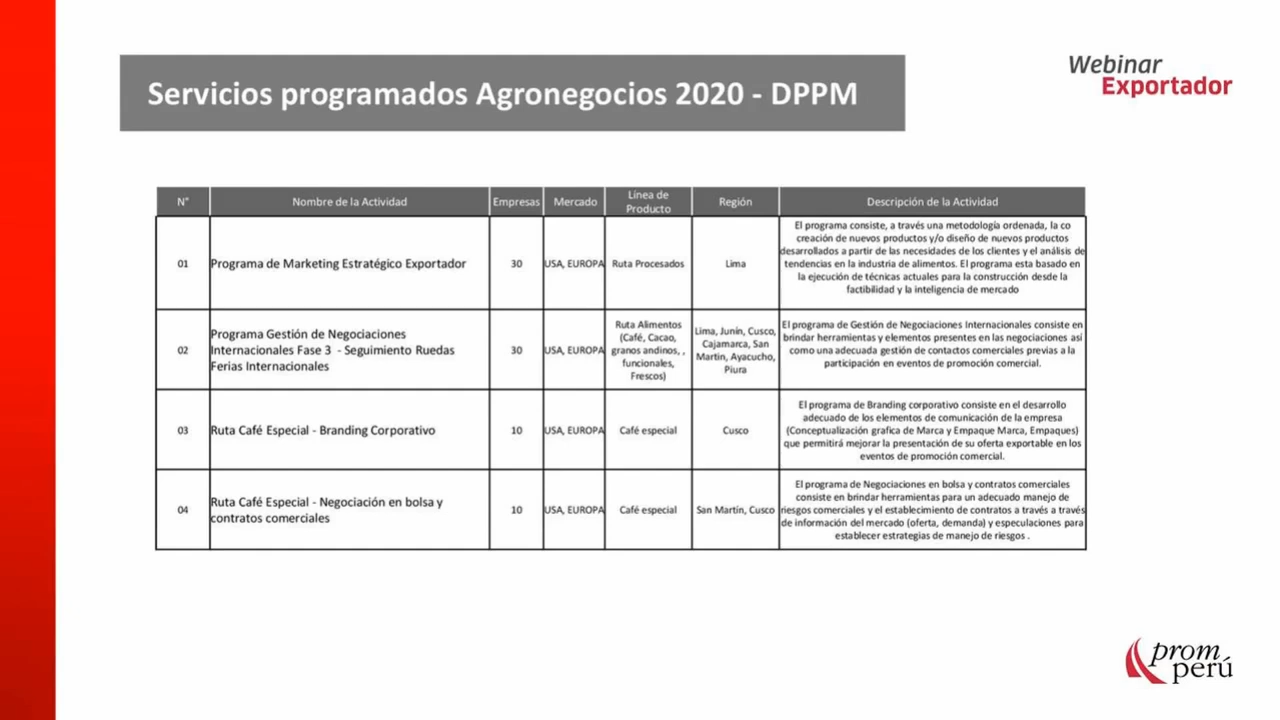 Servicios programados Agronegocios 2020 - DPPM
Webinar
Exportador
N°
Nombre de la Actividad
Empresas
Mercado
Línea de
Producto
Región
Descripción de la Actividad
01
Programa de Marketing Estratégico Exportador
30
USA, EUROPA
Ruta Procesados
Lima
El programa consiste, a través una metodología ordenada, la co
creación de nuevos productos y/o diseño de nuevos productos
desarrollados a partir de las necesidades de los clientes y el análisis de
tendencias en la industria de alimentos. El programa esta basado en
la ejecución de técnicas actuales para la construcción desde la
factibilidad y la inteligencia de mercado
02
Programa Gestión de Negociaciones
Internacionales Fase 3 - Seguimiento Ruedas
Ferias Internacionales
30
USA, EUROPA
Ruta Alimentos
(Café, Cacao,
granos andinos, ,
funcionales,
Frescos)
Lima, Junín, Cusco,
Cajamarca, San
Martin, Ayacucho,
Piura
El programa de Gestión de Negociaciones Internacionales consiste en
brindar herramientas y elementos presentes en las negociaciones así
como una adecuada gestión de contactos comerciales previas a la
participación en eventos de promoción comercial.
03
Ruta Café Especial - Branding Corporativo
10
USA, EUROPA
Café especial
Cusco
El programa de Branding corporativo consiste en el desarrollo
adecuado de los elementos de comunicación de la empresa
(Conceptualización grafica de Marca y Empaque Marca, Empaques)
que permitirá mejorar la presentación de su oferta exportable en los
eventos de promoción comercial.
04
Ruta Café Especial - Negociación en bolsa y
contratos comerciales
10
USA, EUROPA
Café especial
San Martín, Cusco
El programa de Negociaciones en bolsa y contratos comerciales
consiste en brindar herramientas para un adecuado manejo de
riesgos comerciales y el establecimiento de contratos a través a través
de información del mercado (oferta, demanda) y especulaciones para
establecer estrategias de manejo de riesgos .
prom
perú